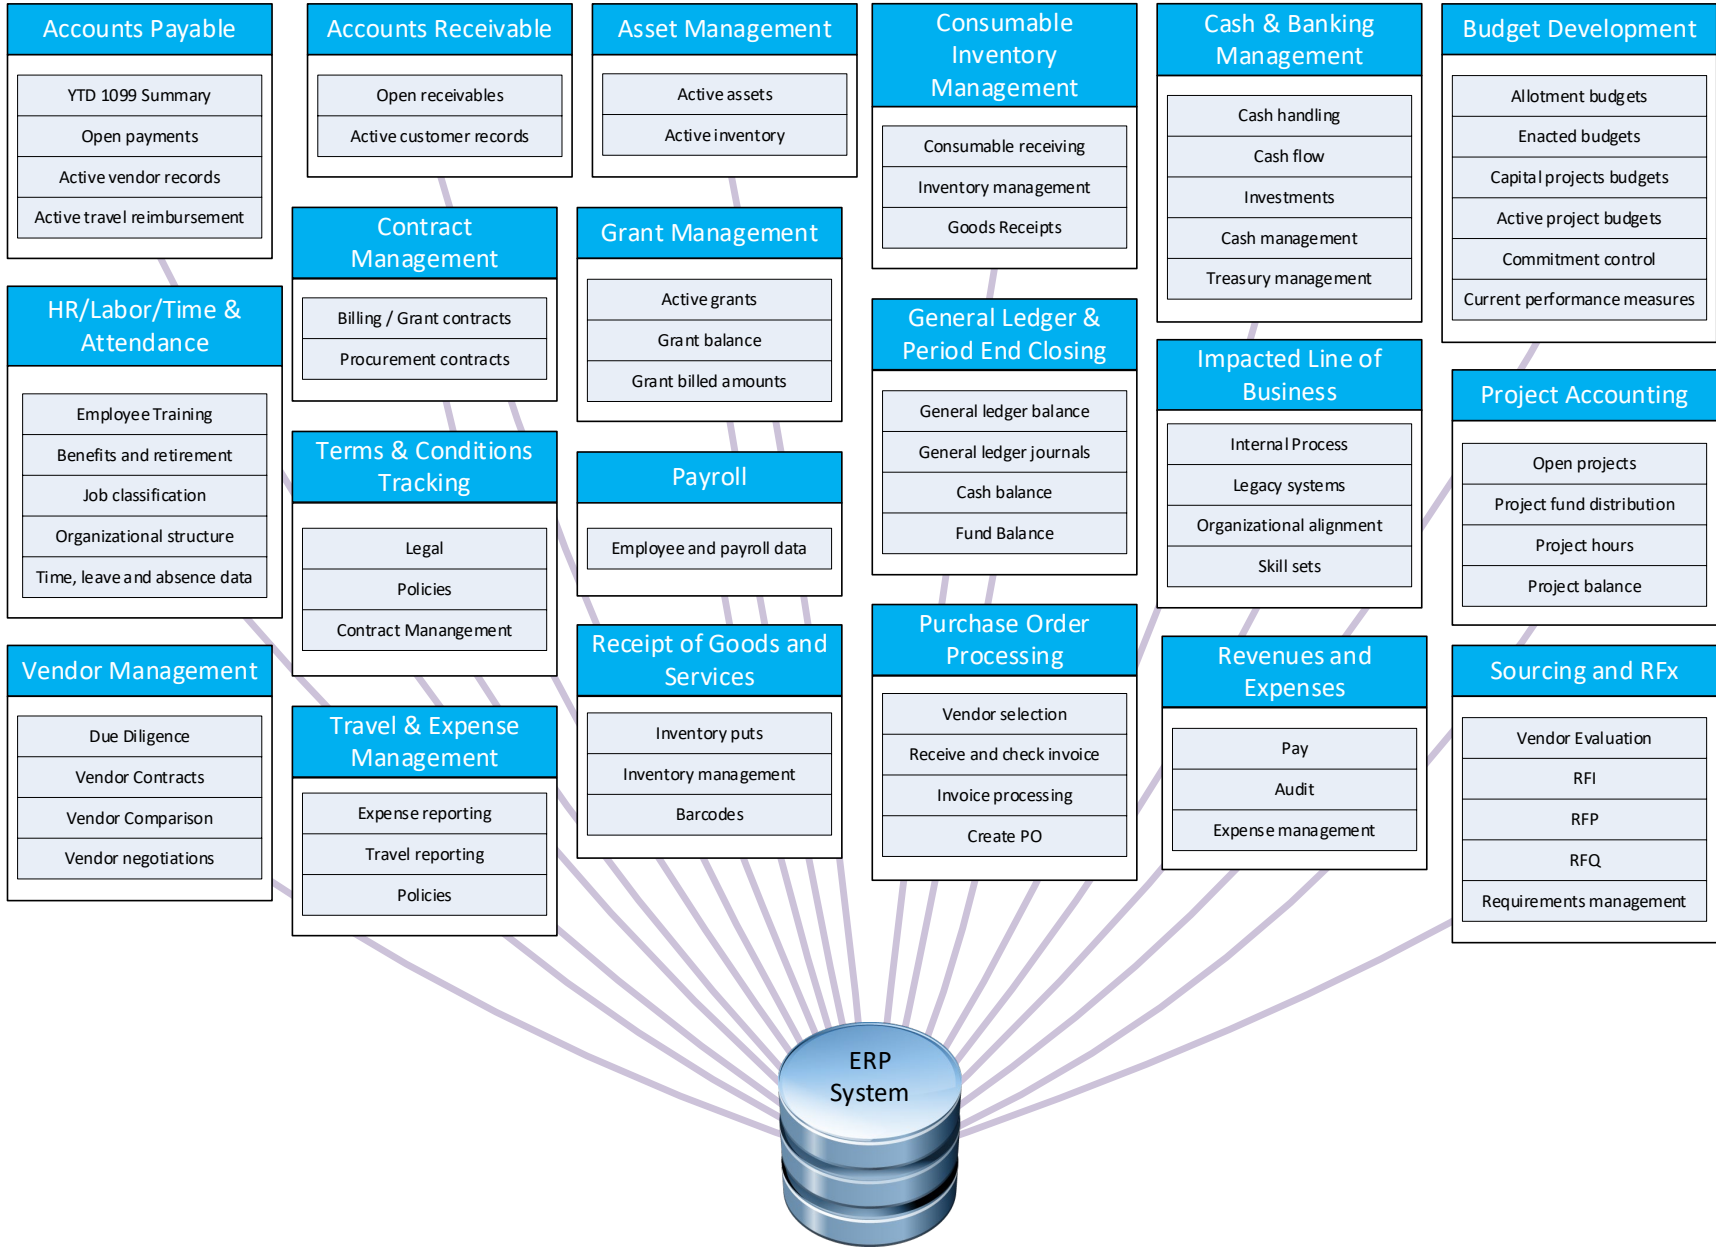 Accounts Payable
YTD 1099 Summary
Open payments
Active vendor records
Active travel reimbursement
HR/Labor/Time &
Attendance
Employee Training
Benefits and retirement
Job classification
Organizational structure
Time, leave and absence data
Vendor Management
Due Diligence
Vendor Contracts
Vendor Comparison
Vendor negotiations
Accounts Receivable
Open receivables
Active customer records
Contract
Management
Billing / Grant contracts
Procurement contracts
Terms & Conditions
Tracking
Legal
Policies
Contract Manangement
Travel & Expense
Management
Expense reporting
Travel reporting
Policies
Asset Management
Active assets
Active inventory
Grant Management
Active grants
Grant balance
Grant billed amounts
Payroll
Employee and payroll data
Receipt of Goods and
Services
Inventory puts
Inventory management
Barcodes
Consumable
Inventory
Management
Consumable receiving
Inventory management
Goods Receipts
General Ledger &
Period End Closing
General ledger balance
General ledger journals
Cash balance
Fund Balance
Purchase Order
Processing
Vendor selection
Receive and check invoice
Invoice processing
Create PO
Cash & Banking
Management
Cash handling
Cash flow
Investments
Cash management
Treasury management
Impacted Line of
Business
Internal Process
Legacy systems
Organizational alignment
Skill sets
Revenues and
Expenses
Pay
Audit
Expense management
Budget Development
Allotment budgets
Enacted budgets
Capital projects budgets
Active project budgets
Commitment control
Current performance measures
Project Accounting
Open projects
Project fund distribution
Project hours
Project balance
Sourcing and RFx
Vendor Evaluation
RFI
RFP
RFQ
Requirements management
ERP
System